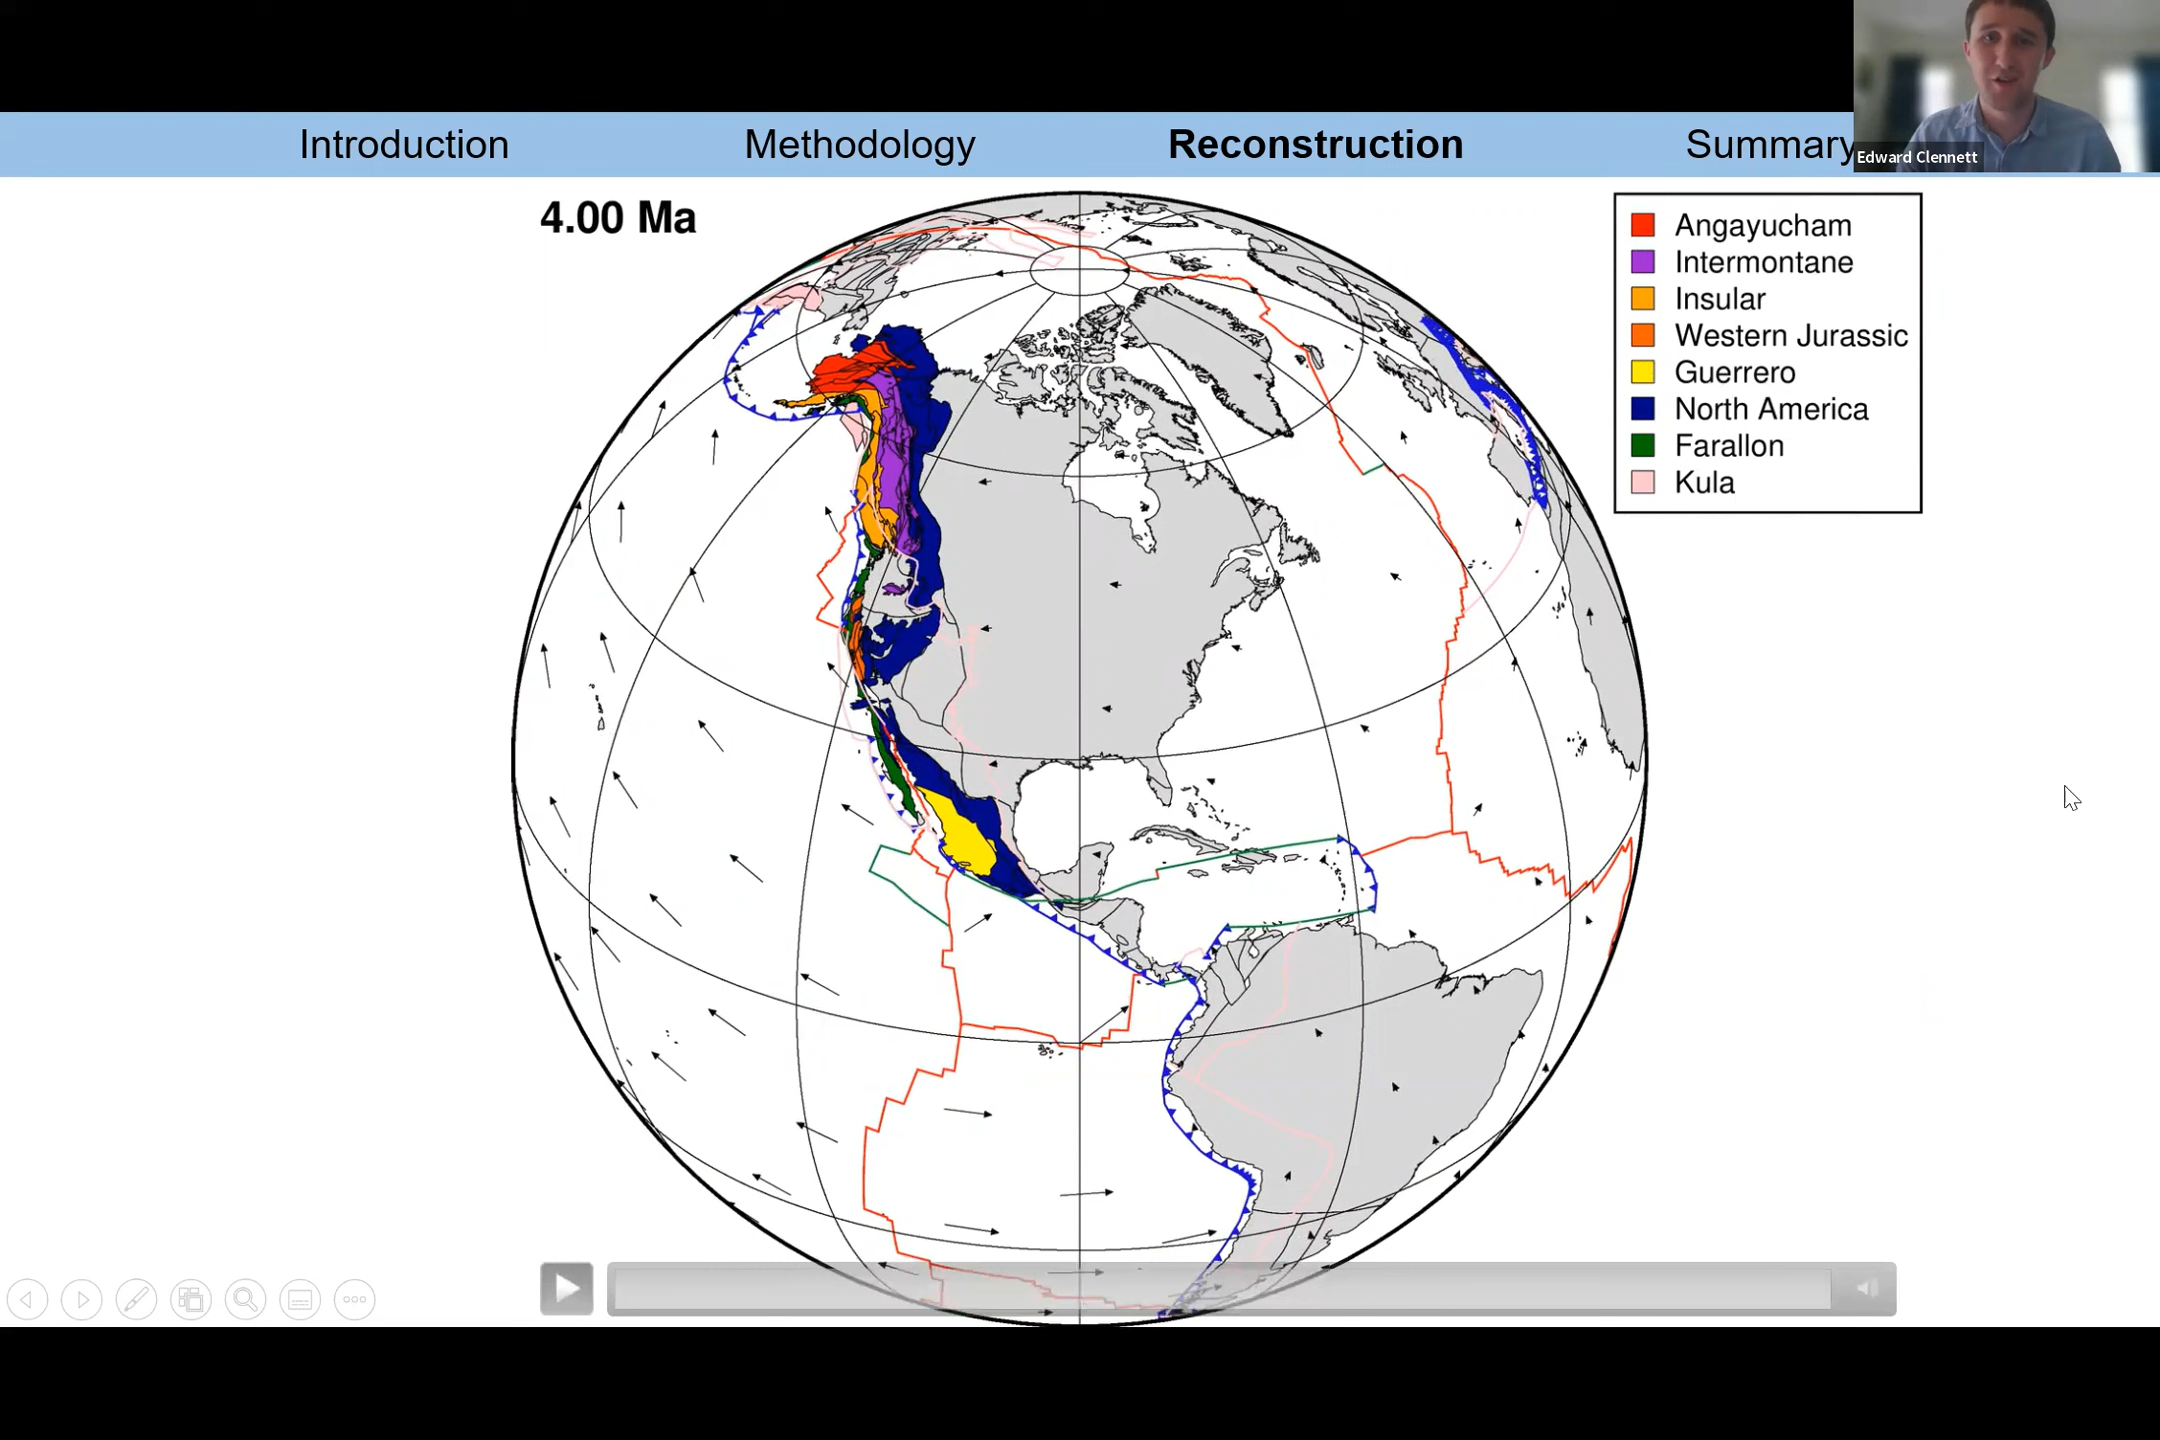 Introduction Methodology Reconstruction Summary
Edward Clennett
4.00 Ma
Angayucham
Intermontane
Insular
Western Jurassic
Guerrero
North America
Farallon
Kula